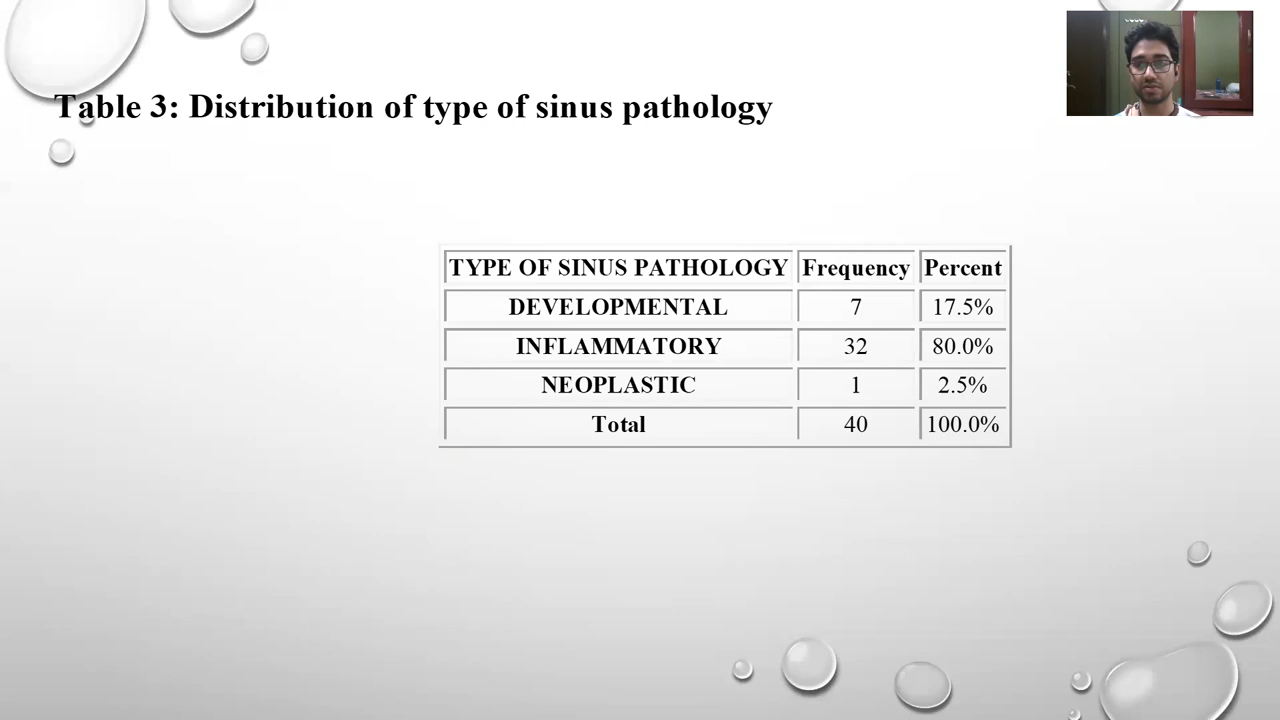 Table 3: Distribution of type of sinus pathology
TYPE OF SINUS PATHOLOGY Frequency Percent
DEVELOPMENTAL 7 17.5%
INFLAMMATORY 32 80.0%
NEOPLASTIC 1 2.5%
Total 40 100.0%